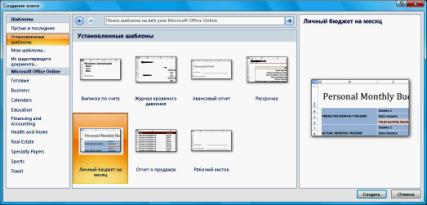 Создание книги
Шаблоны
Пустые и последние
Установленные шаблоны
Мои шаблоны...
Из существующего документа...
Microsoft Office Online
Готовые
Business
Calendars
Education
Financing and Accounting
Health and Home
Real Estate
Speciality Papers
Sports
Travel
Поиск шаблона на веб-узле Microsoft Office Online
Установленные шаблоны
Выписка по счету
Журнал кровяного давления
Авансовый отчет
Рассрочка
Личный бюджет на месяц
Отчет о продажах
Рабочий листок
Личный бюджет на месяц
Personal Monthly Bu
Создать
Отмена